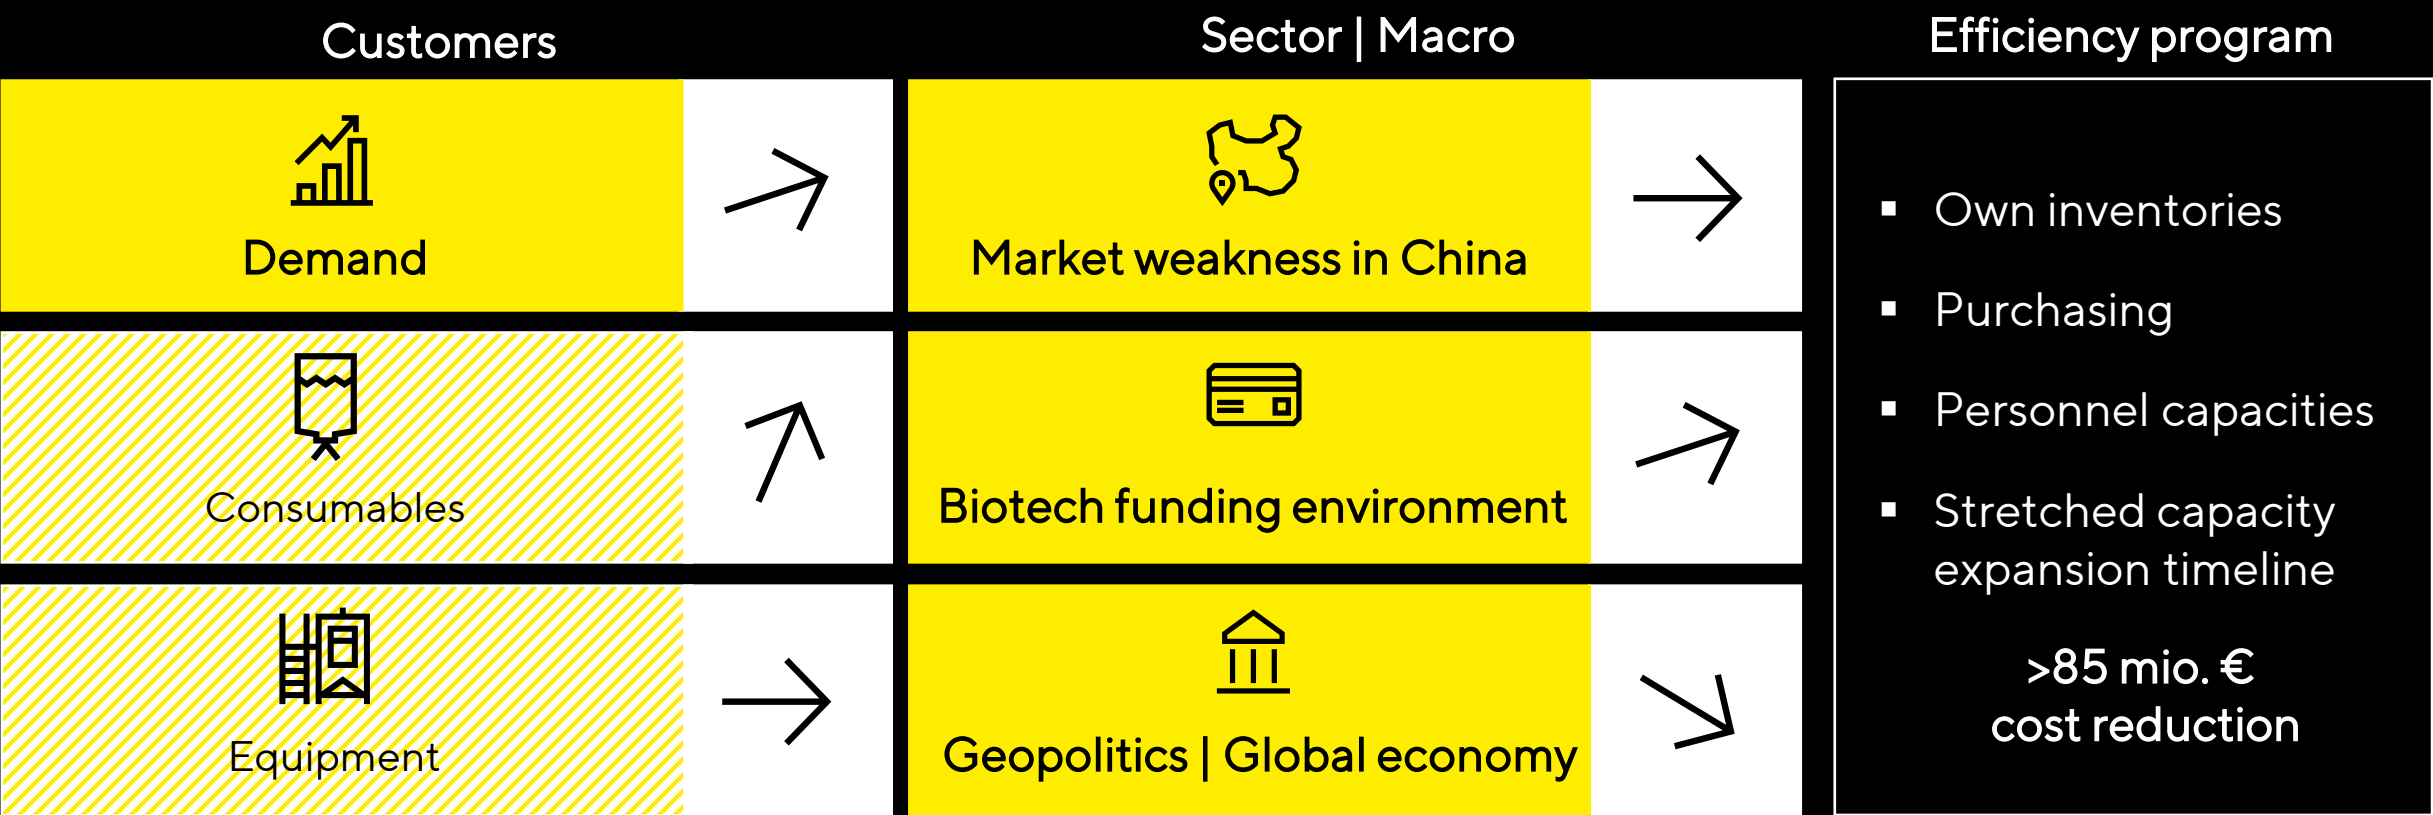 Customers
Demand
Consumables
Equipment
Sector | Macro
Market weakness in China
Biotech funding environment
Geopolitics | Global economy
Efficiency program
▪ Own inventories
▪ Purchasing
▪ Personnel capacities
▪ Stretched capacity
expansion timeline
>85 mio. €
cost reduction